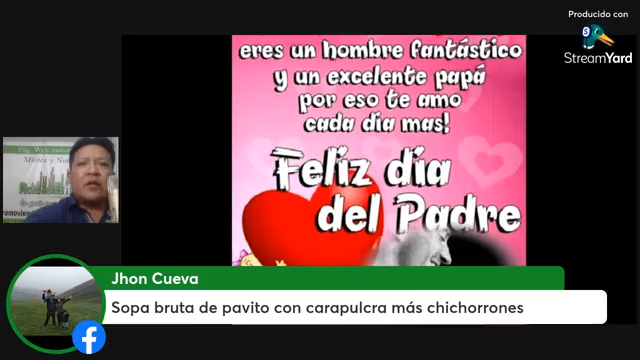 Producido con
StreamYard
eres un hombre fantástico
y un excelente papá
por eso te amo
cada día mas!
Feliz día
del Padre
Música y
Jhon Cueva
Sopa bruta de pavito con carapulcra más chichorrones